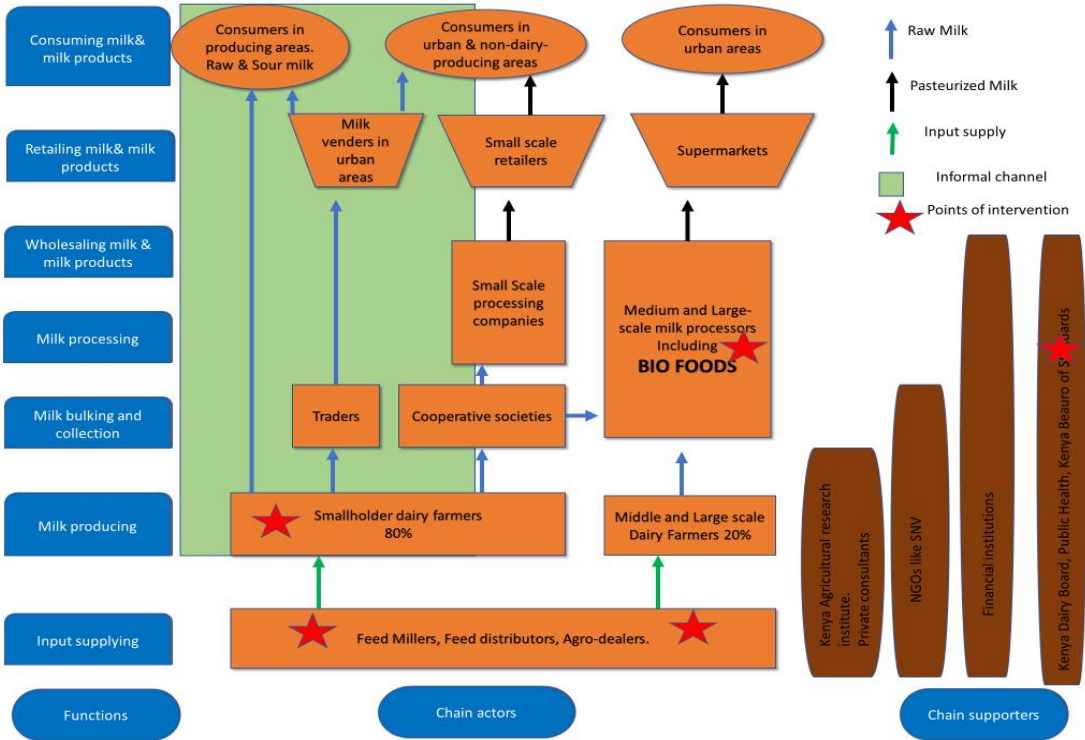 Consuming milk&
milk products
Consumers in
producing areas.
Raw & Sour milk
Consumers in
urban & non-dairy-
producing areas
Consumers in
urban areas
Raw Milk
Pasteurized Milk
Input supply
Informal channel
Points of intervention
Retailing milk& milk
products
Milk
venders in
urban
areas
Small scale
retailers
Supermarkets
Wholesaling milk &
milk products
Milk processing
Small Scale
processing
companies
Medium and Large-
scale milk processors
Including
BIO FOODS
Milk bulking and
collection
Traders
Cooperative societies
Milk producing
Smallholder dairy farmers
80%
Middle and Large scale
Dairy Farmers 20%
Input supplying
Feed Millers, Feed distributors, Agro-dealers.
Kenya Agricultural research
institute.
Private consultants
NGOs like SNV
Financial institutions
Kenya Dairy Board, Public Health, Kenya Beauro of
Functions
Chain actors
Chain supporters